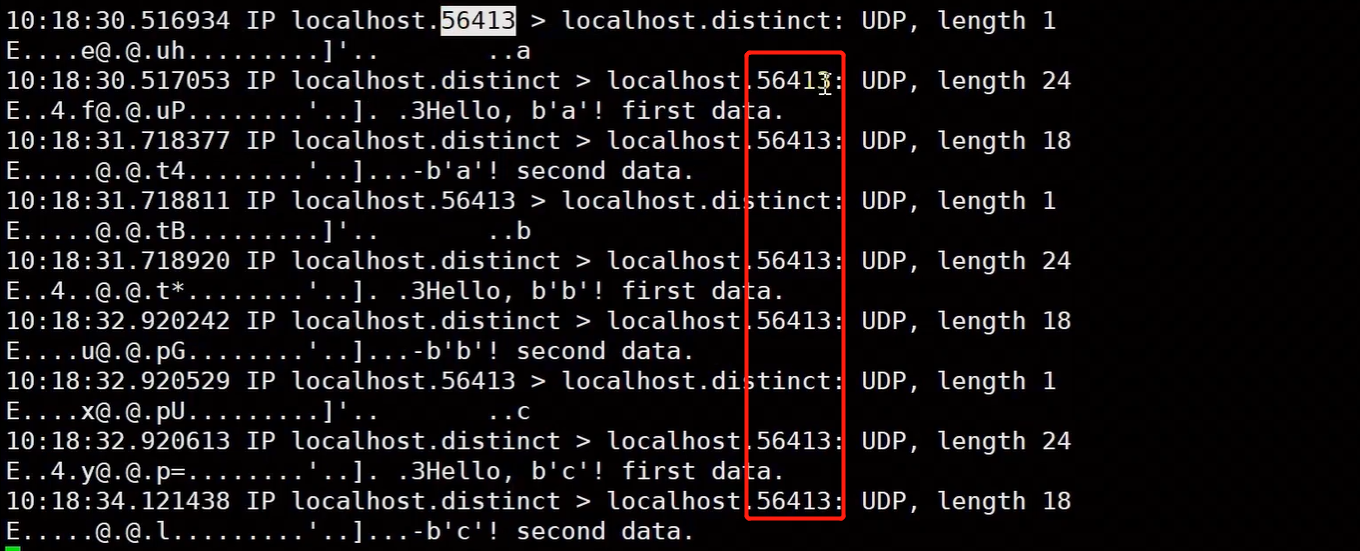 10:18:30.516934 IP localhost.56413 > localhost.distinct: UDP, length 1
E....e@.@.uh.........]'..       ..a
10:18:30.517053 IP localhost.distinct > localhost.56413: UDP, length 24
E..4.f@.@.uP........'..]. .3Hello, b'a'! first data.
10:18:31.718377 IP localhost.distinct > localhost.56413: UDP, length 18
E.....@.@.t4........'..]...-b'a'! second data.
10:18:31.718811 IP localhost.56413 > localhost.distinct: UDP, length 1
E.....@.@.tB.........]'..       ..b
10:18:31.718920 IP localhost.distinct > localhost.56413: UDP, length 24
E..4..@.@.t*........'..]. .3Hello, b'b'! first data.
10:18:32.920242 IP localhost.distinct > localhost.56413: UDP, length 18
E....u@.@.pG........'..]...-b'b'! second data.
10:18:32.920529 IP localhost.56413 > localhost.distinct: UDP, length 1
E....x@.@.pU.........]'..       ..c
10:18:32.920613 IP localhost.distinct > localhost.56413: UDP, length 24
E..4.y@.@.p=........'..]. .3Hello, b'c'! first data.
10:18:34.121438 IP localhost.distinct > localhost.56413: UDP, length 18
E.....@.@.l.........'..]...-b'c'! second data.